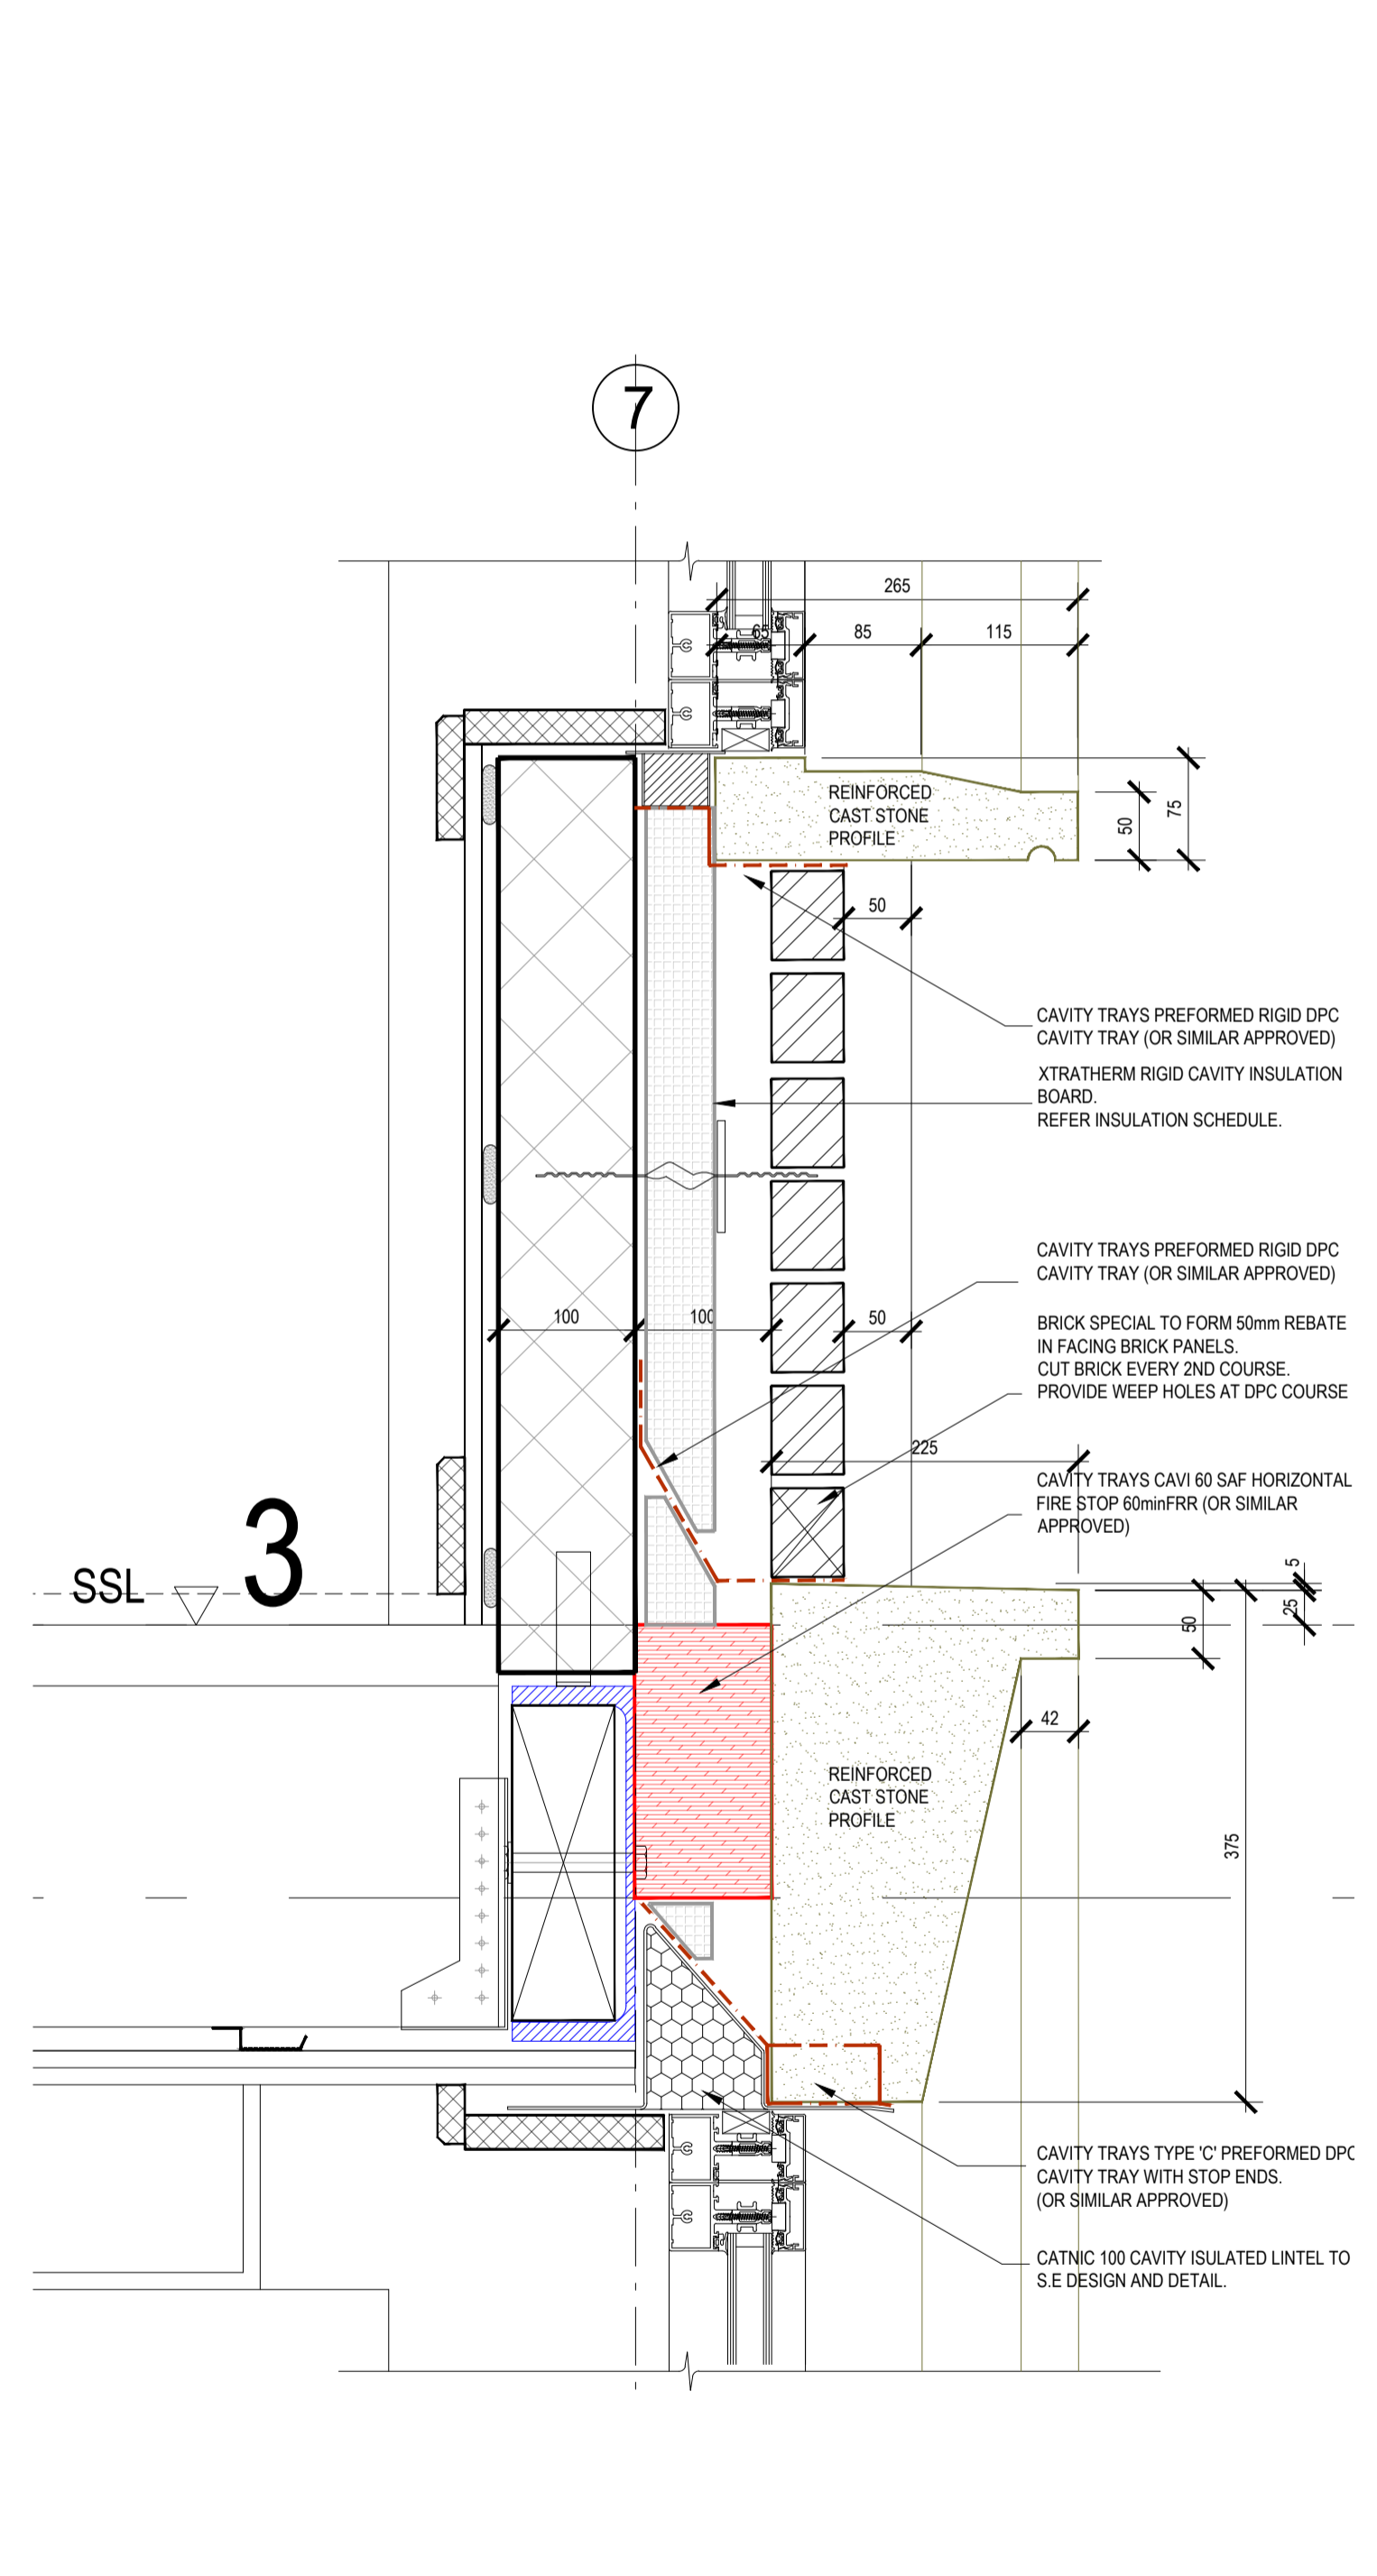 7
265
65
85
115
REINFORCED
CAST STONE
PROFILE
50
75
50
CAVITY TRAYS PREFORMED RIGID DPC
CAVITY TRAY (OR SIMILAR APPROVED)
XTRATHERM RIGID CAVITY INSULATION
BOARD.
REFER INSULATION SCHEDULE.
CAVITY TRAYS PREFORMED RIGID DPC
CAVITY TRAY (OR SIMILAR APPROVED)
100
100
50
BRICK SPECIAL TO FORM 50mm REBATE
IN FACING BRICK PANELS.
CUT BRICK EVERY 2ND COURSE.
PROVIDE WEEP HOLES AT DPC COURSE
225
CAVITY TRAYS CAVI 60 SAF HORIZONTAL
FIRE STOP 60minFRR (OR SIMILAR
APPROVED)
SSL
3
5
25
50
42
REINFORCED
CAST STONE
PROFILE
375
CAVITY TRAYS TYPE 'C' PREFORMED DPC
CAVITY TRAY WITH STOP ENDS.
(OR SIMILAR APPROVED)
CATNIC 100 CAVITY ISULATED LINTEL TO
S.E DESIGN AND DETAIL.